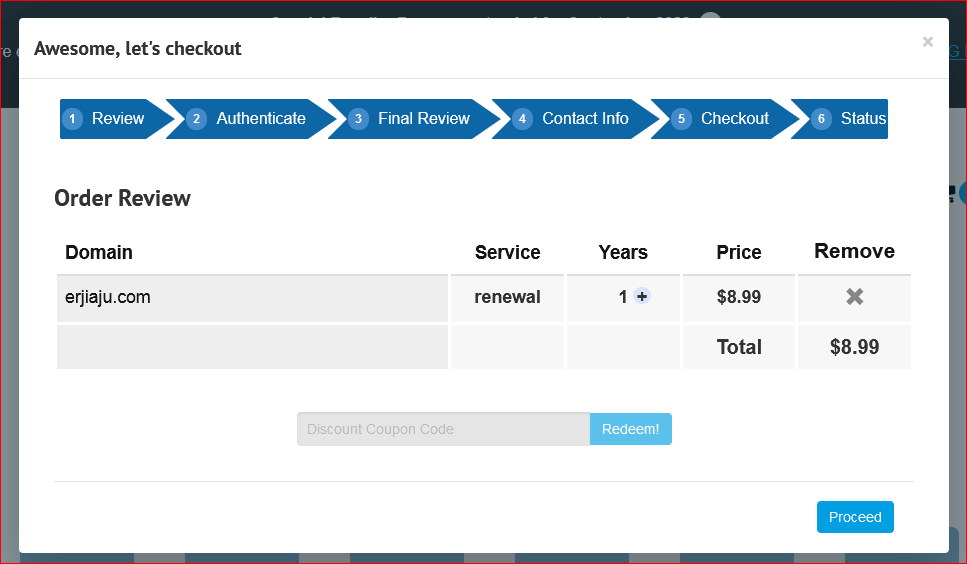 Awesome, let's checkout
×
1 Review 2 Authenticate 3 Final Review 4 Contact Info 5 Checkout 6 Status
Order Review
Domain Service Years Price Remove
erjiaju.com renewal 1 + $8.99
Total $8.99
Discount Coupon Code Redeem!
Proceed